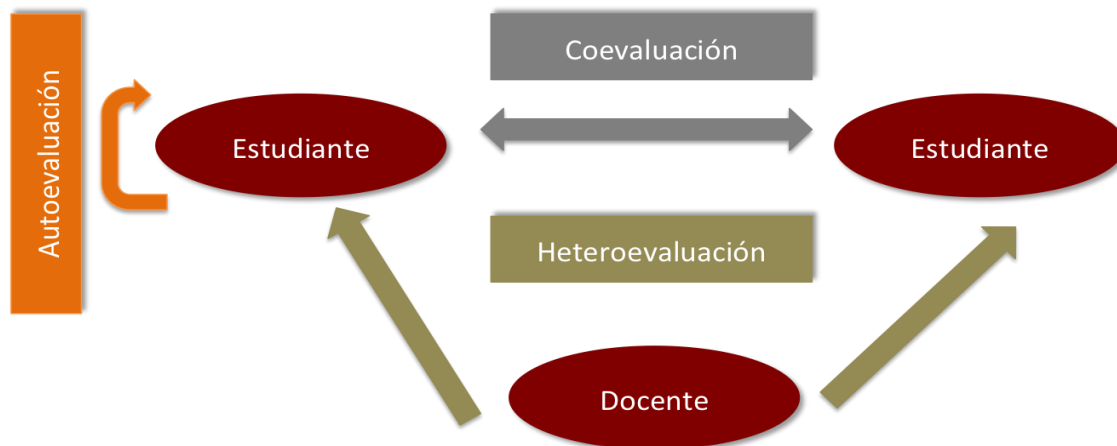 Autoevaluación
Coevaluación
Estudiante
Estudiante
Heteroevaluación
Docente